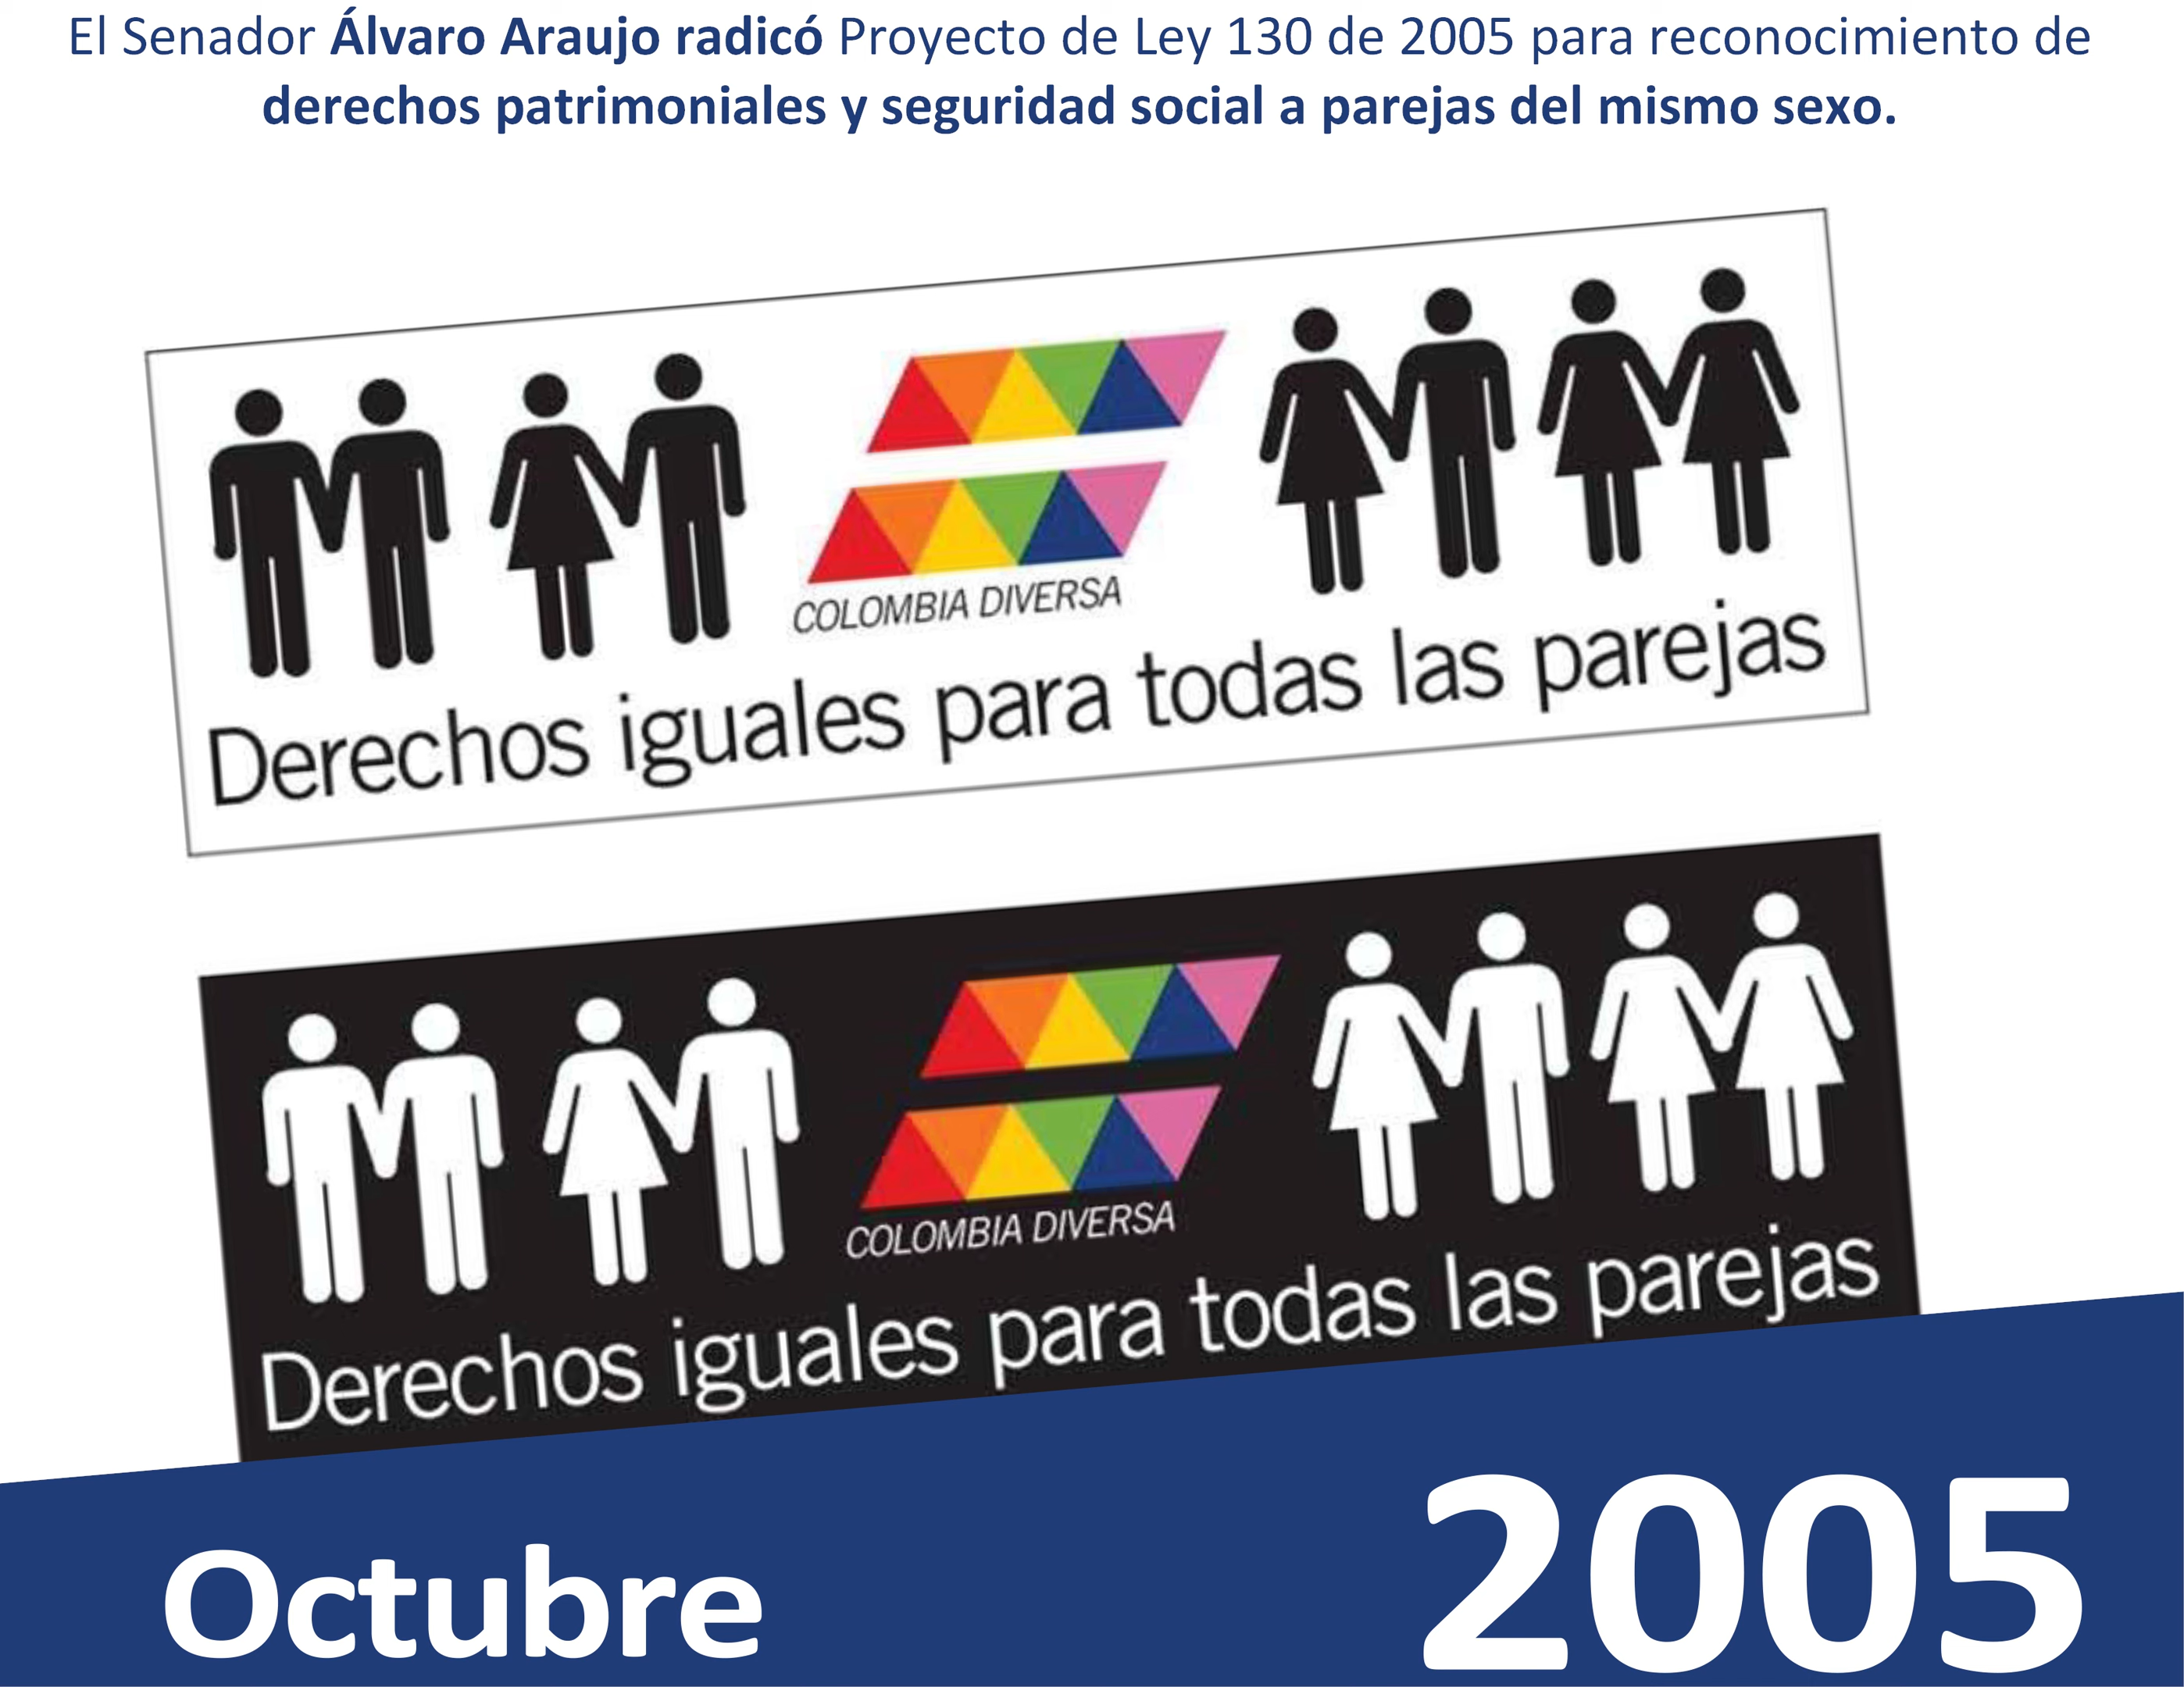 El Senador Álvaro Araujo radicó Proyecto de Ley 130 de 2005 para reconocimiento de
derechos patrimoniales y seguridad social a parejas del mismo sexo.
COLOMBIA DIVERSA
Derechos iguales para todas las parejas
COLOMBIA DIVERSA
Derechos iguales para todas las parejas
Octubre
2005